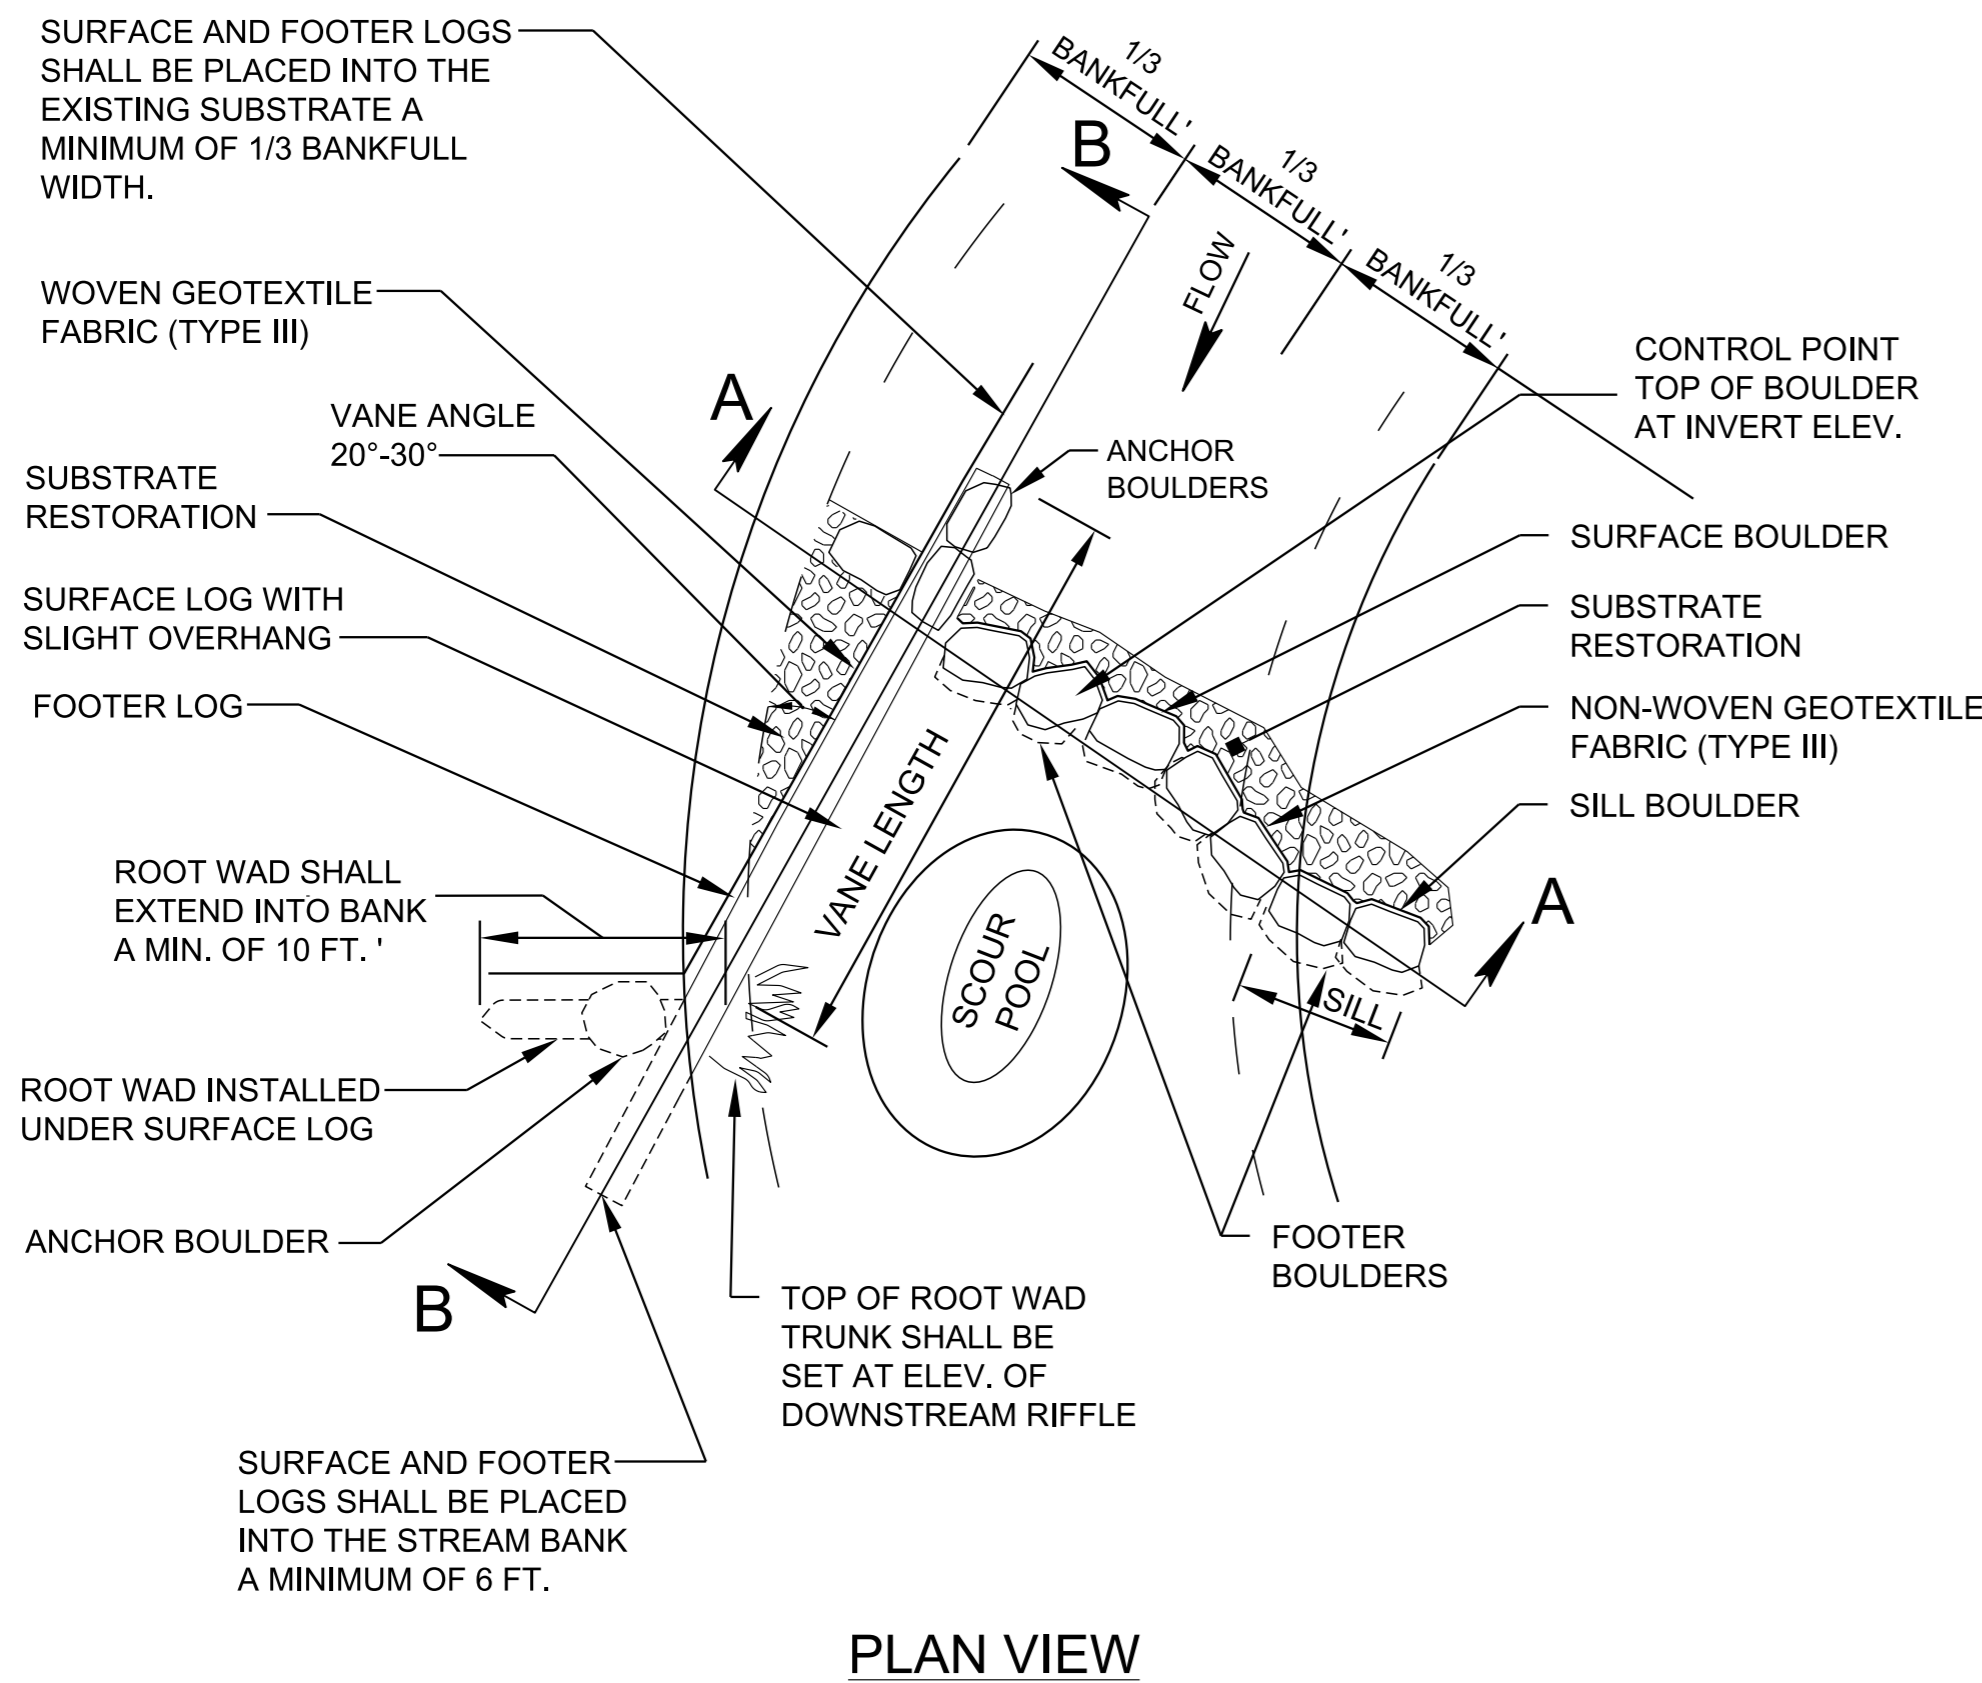 SURFACE AND FOOTER LOGS
SHALL BE PLACED INTO THE
EXISTING SUBSTRATE A
MINIMUM OF 1/3 BANKFULL
WIDTH.
1/3
BANKFULL'
1/3
BANKFULL'
1/3
BANKFULL'
B
FLOW
WOVEN GEOTEXTILE
FABRIC (TYPE III)
CONTROL POINT
TOP OF BOULDER
AT INVERT ELEV.
A
VANE ANGLE
20°-30°
ANCHOR
BOULDERS
SUBSTRATE
RESTORATION
SURFACE BOULDER
SURFACE LOG WITH
SLIGHT OVERHANG
SUBSTRATE
RESTORATION
FOOTER LOG
NON-WOVEN GEOTEXTILE
FABRIC (TYPE III)
VANE LENGTH
SILL BOULDER
ROOT WAD SHALL
EXTEND INTO BANK
A MIN. OF 10 FT. '
A
SCOUR
POOL
SILL
ROOT WAD INSTALLED
UNDER SURFACE LOG
ANCHOR BOULDER
FOOTER
BOULDERS
B
TOP OF ROOT WAD
TRUNK SHALL BE
SET AT ELEV. OF
DOWNSTREAM RIFFLE
SURFACE AND FOOTER
LOGS SHALL BE PLACED
INTO THE STREAM BANK
A MINIMUM OF 6 FT.
PLAN VIEW